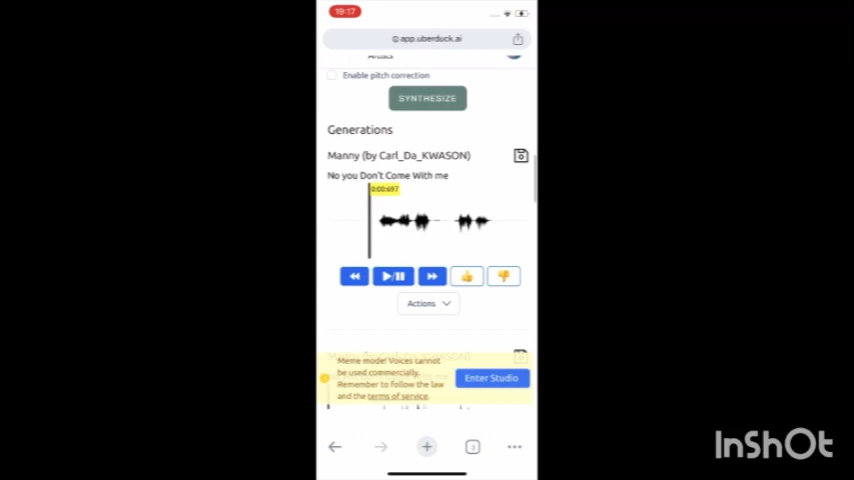 19:17
app.uberduck.ai
Artists
Enable pitch correction
SYNTHESIZE
Generations
Manny (by Carl_Da_KWASON)
No you Don't Come With me
0:00:697
Actions
Meme mode! Voices cannot
be used commercially.
Remember to follow the law
and the terms of service.
Enter Studio
3
InShOt